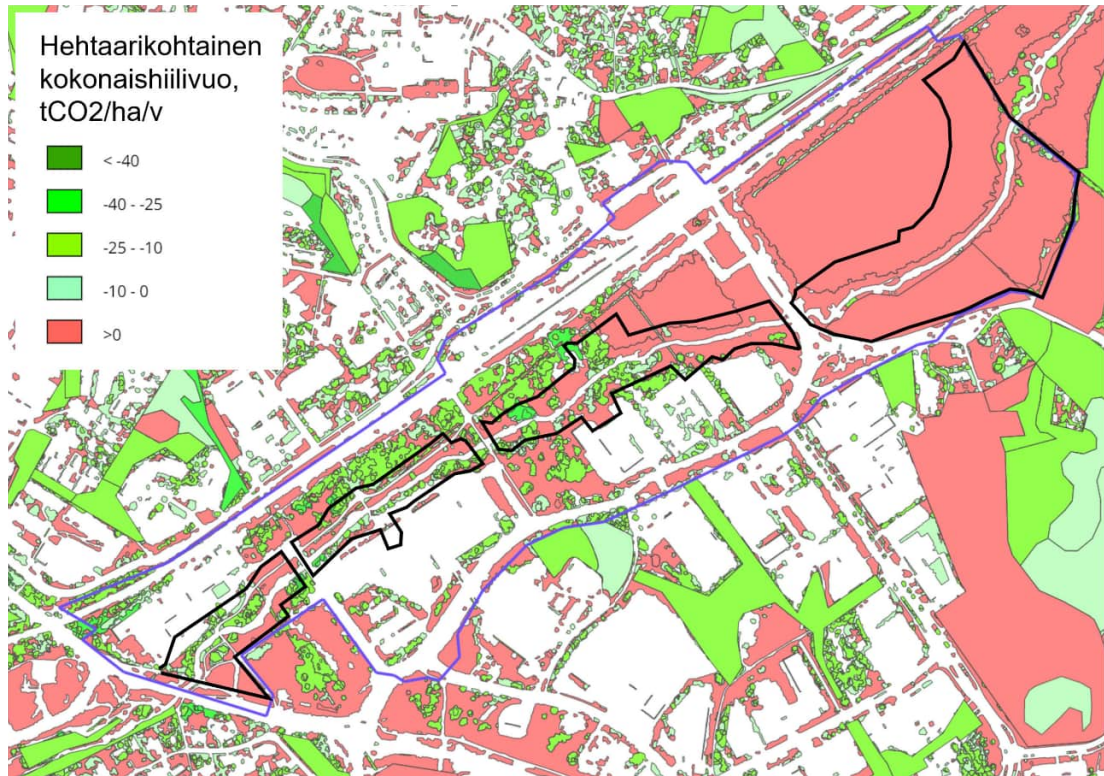 Hehtaarikohtainen
kokonaishiilivuo,
tCO2/ha/v
< -40
-40 - -25
-25 - -10
-10 - 0
>0